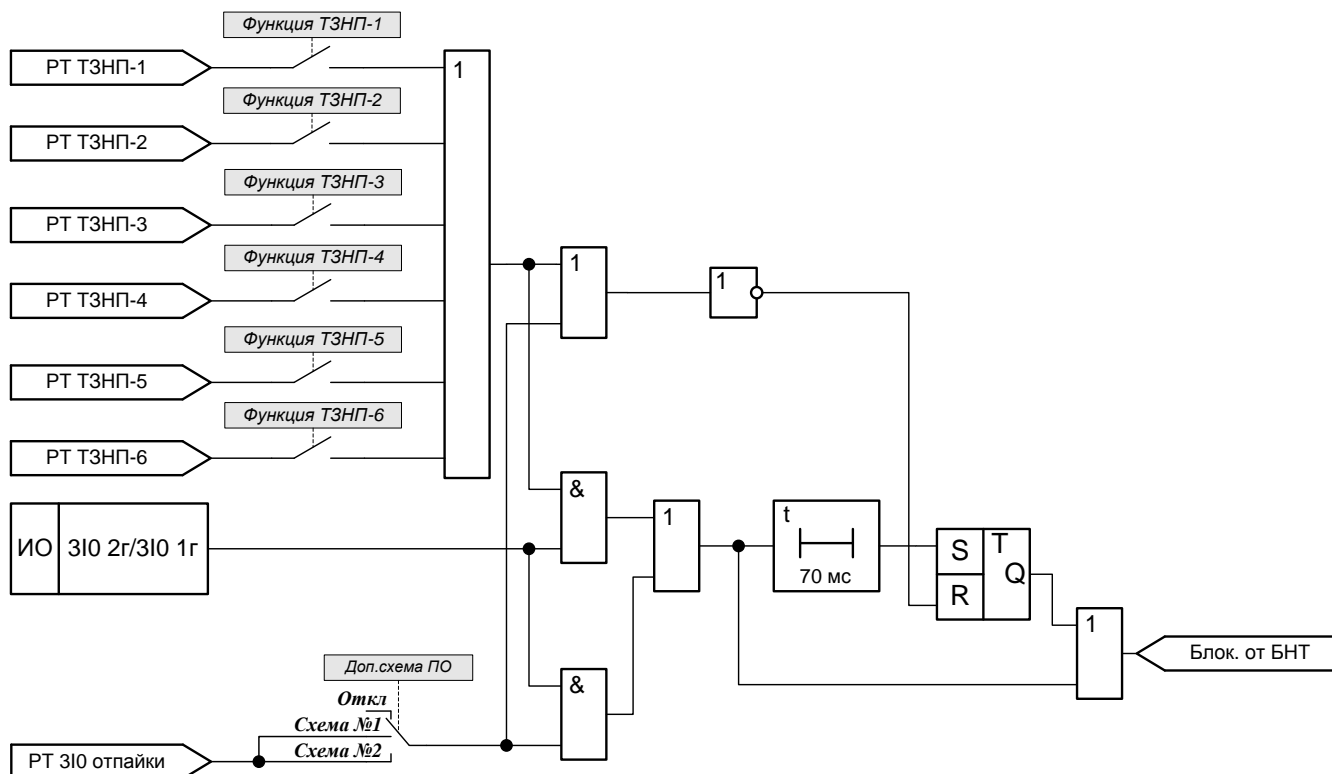 Функция ТЗНП-1
РТ ТЗНП-1
1
Функция ТЗНП-2
РТ ТЗНП-2
Функция ТЗНП-3
РТ ТЗНП-3
Функция ТЗНП-4
РТ ТЗНП-4
1
1
Функция ТЗНП-5
РТ ТЗНП-5
Функция ТЗНП-6
РТ ТЗНП-6
&
1
ИО
3I0 2г/3I0 1г
t
70 мс
S
T
Q
R
1
Блок. от БНТ
Доп.схема ПО
&
Откл
Схема №1
Схема №2
РТ 3I0 отпайки